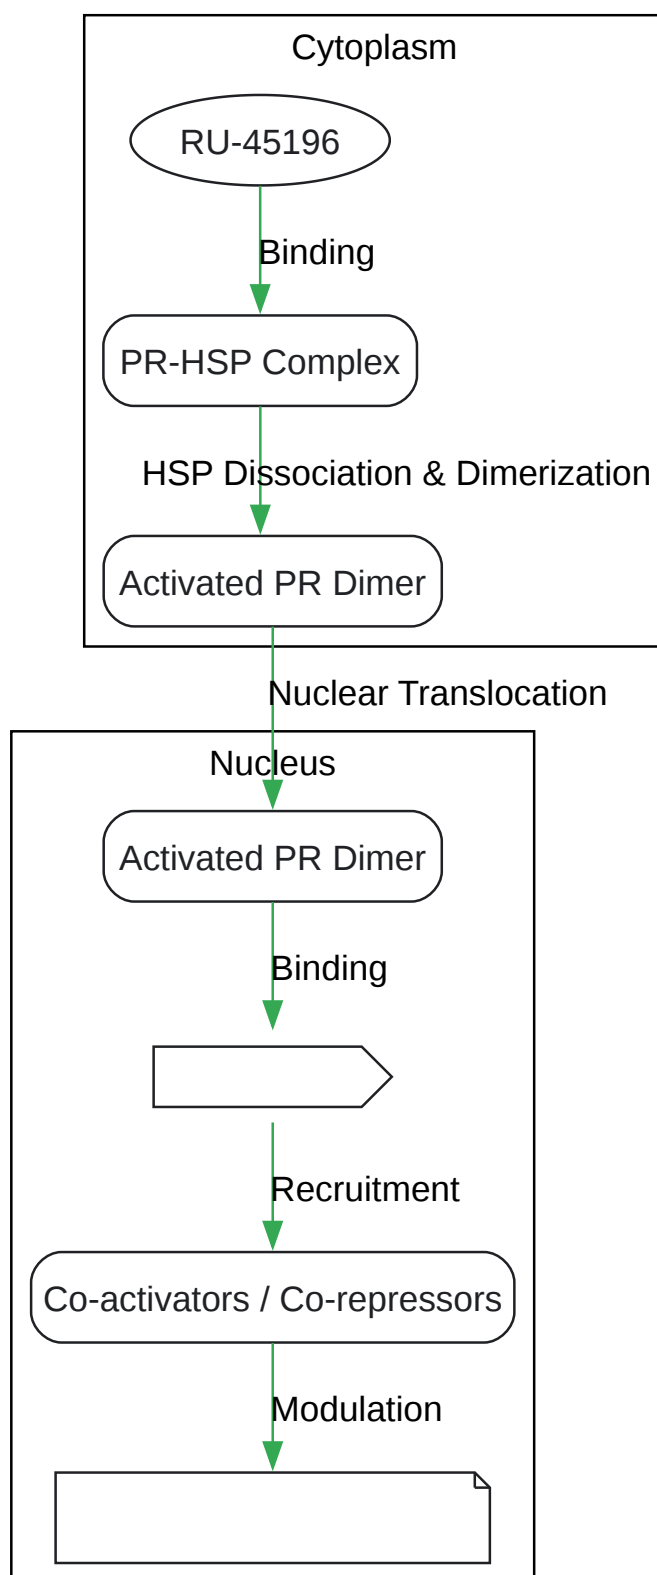 Cytoplasm
RU-45196
Binding
PR-HSP Complex
HSP Dissociation & Dimerization
Activated PR Dimer
Nuclear Translocation
Nucleus
Activated PR Dimer
Binding
Recruitment
Co-activators / Co-repressors
Modulation